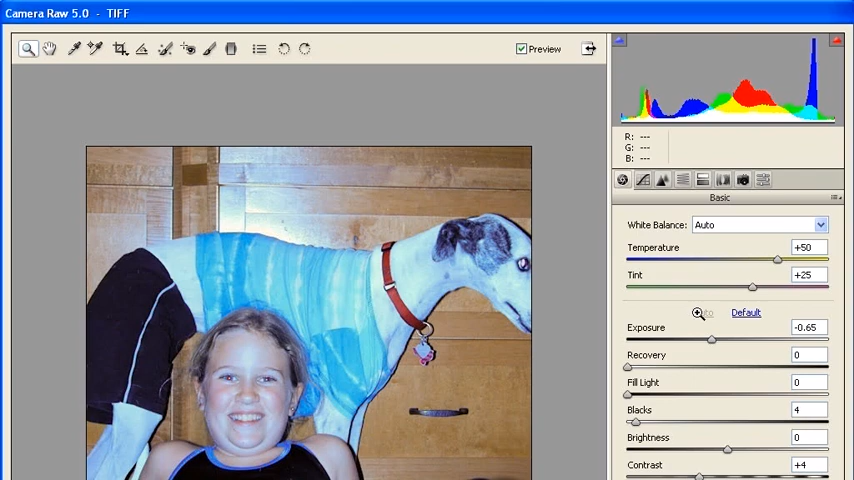 Camera Raw 5.0 - TIFF
Preview
R: ---
G: ---
B: ---
Basic
White Balance: Auto
Temperature +50
Tint +25
Auto Default
Exposure -0.65
Recovery 0
Fill Light 0
Blacks 4
Brightness 0
Contrast +4